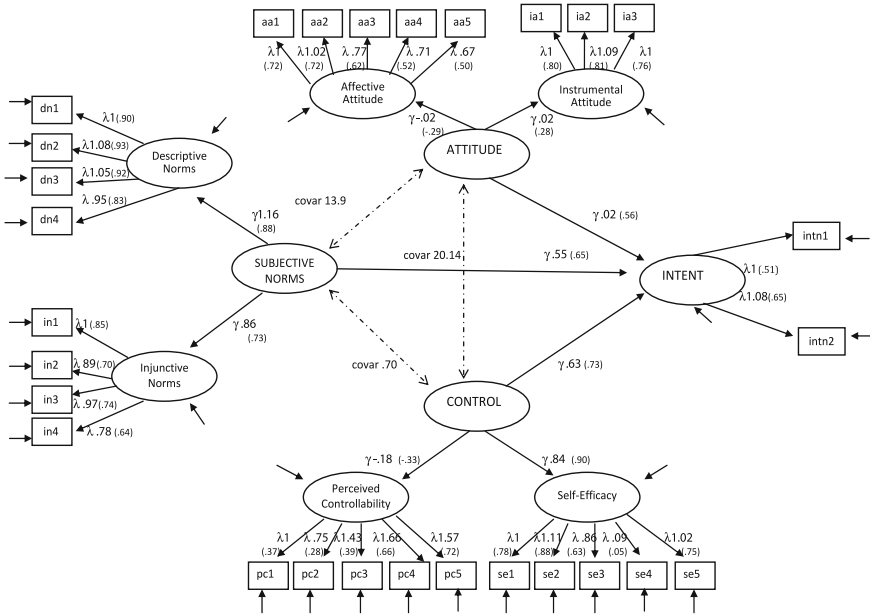 aa1 aa2 aa3 aa4 aa5 ia1 ia2 ia3
λ1 λ1.02 λ .77 λ .71 λ .67 λ1 λ1.09 λ1
(.72) (.72) (.62) (.52) (.50) (.80) (.81) (.76)
Affective
Attitude
Instrumental
Attitude
γ-.02
(-.29)
γ.02
(.28)
ATTITUDE
dn1
dn2
dn3
dn4
λ1(.90)
λ1.08(.93)
λ1.05(.92)
λ .95(.83)
Descriptive
Norms
γ1.16
(.88)
covar 13.9
covar 20.14
covar .70
SUBJECTIVE
NORMS
γ.02 (.56)
γ.55 (.65)
γ.63 (.73)
INTENT
intn1
λ1(.51)
λ1.08(.65)
intn2
γ.86
(.73)
in1
in2
in3
in4
λ1(.85)
λ 89(.70)
λ.97(.74)
λ.78 (.64)
Injunctive
Norms
CONTROL
γ-.18 (-.33)
γ.84 (.90)
Perceived
Controllability
Self-Efficacy
λ1 λ .75 λ1.43 λ1.66 λ1.57 λ1 λ1.11 λ .86 λ .09 λ1.02
(.37) (.28) (.39) (.66) (.72) (.78) (.88) (.63) (.05) (.75)
pc1 pc2 pc3 pc4 pc5 se1 se2 se3 se4 se5